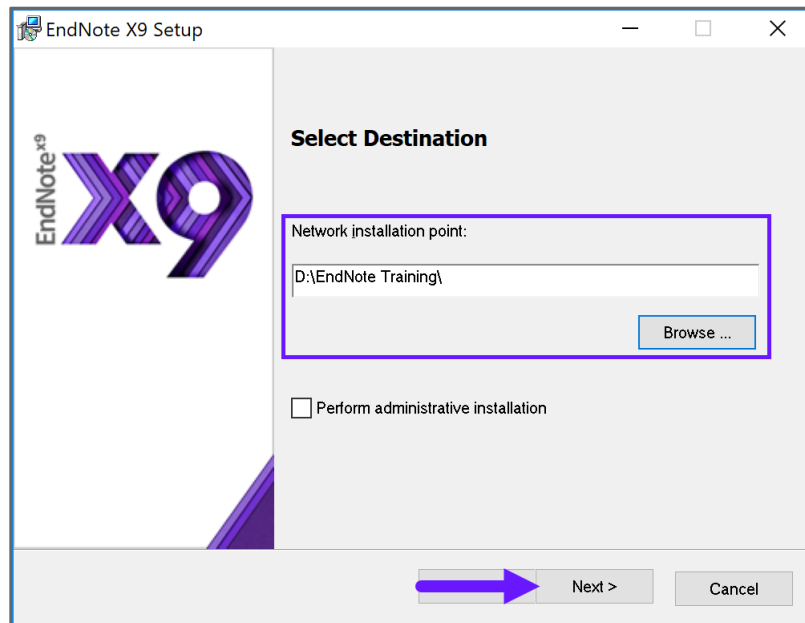 EndNote X9 Setup
EndNote x9
X9
Select Destination
Network installation point:
D:\EndNote Training\
Browse ...
Perform administrative installation
Next >
Cancel